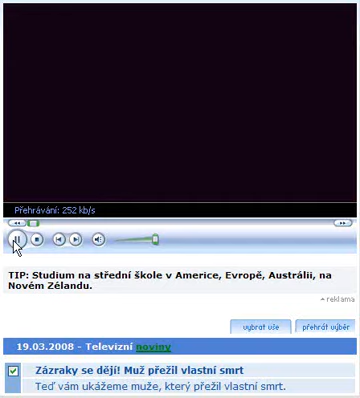 Přehrávání: 252 kb/s
TIP: Studium na střední škole v Americe, Evropě, Austrálii, na
Novém Zélandu.
reklama
vybrat vše přehrát výběr
19.03.2008 - Televizní noviny
Zázraky se dějí! Muž přežil vlastní smrt
Teď vám ukážeme muže, který přežil vlastní smrt.